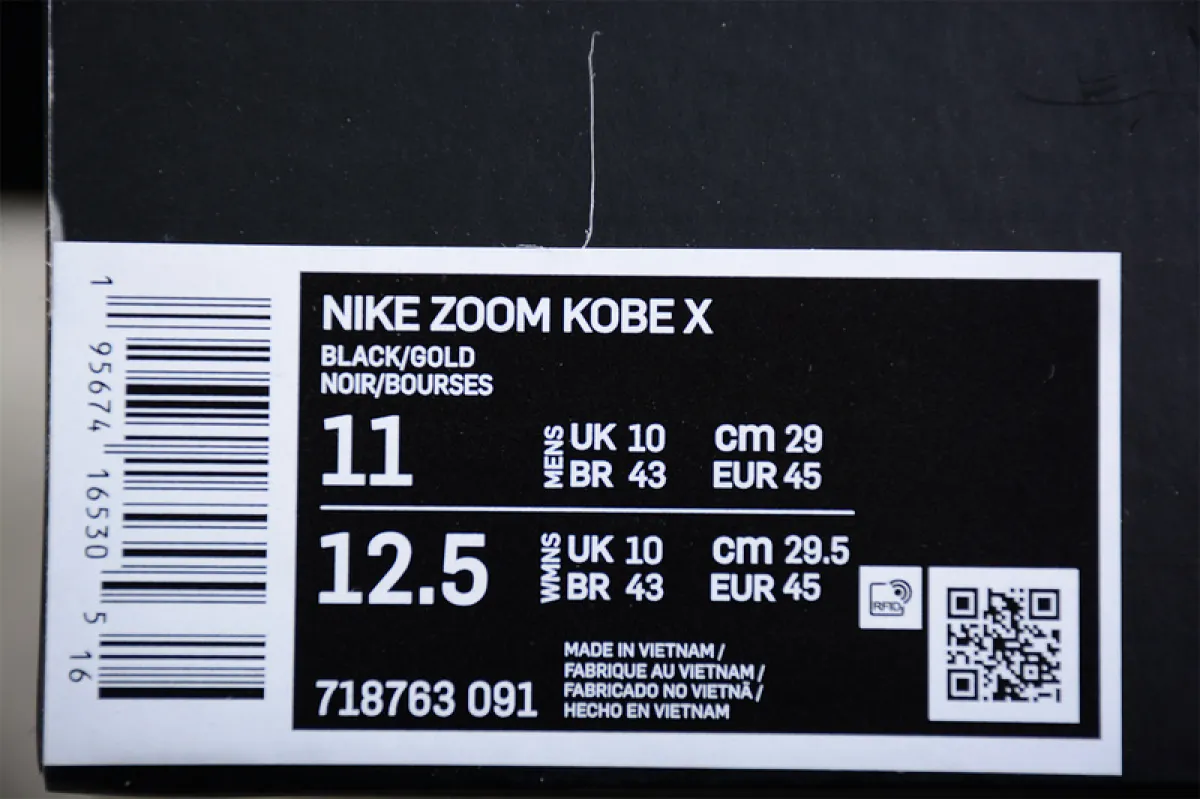 1 95674 16530 5 16
NIKE ZOOM KOBE X
BLACK/GOLD
NOIR/BOURSES
11
MENS
UK 10 cm 29
BR 43 EUR 45
12.5
WMNS
UK 10 cm 29.5
BR 43 EUR 45
RFID
718763 091
MADE IN VIETNAM /
FABRIQUE AU VIETNAM /
FABRICADO NO VIETNÃ /
HECHO EN VIETNAM